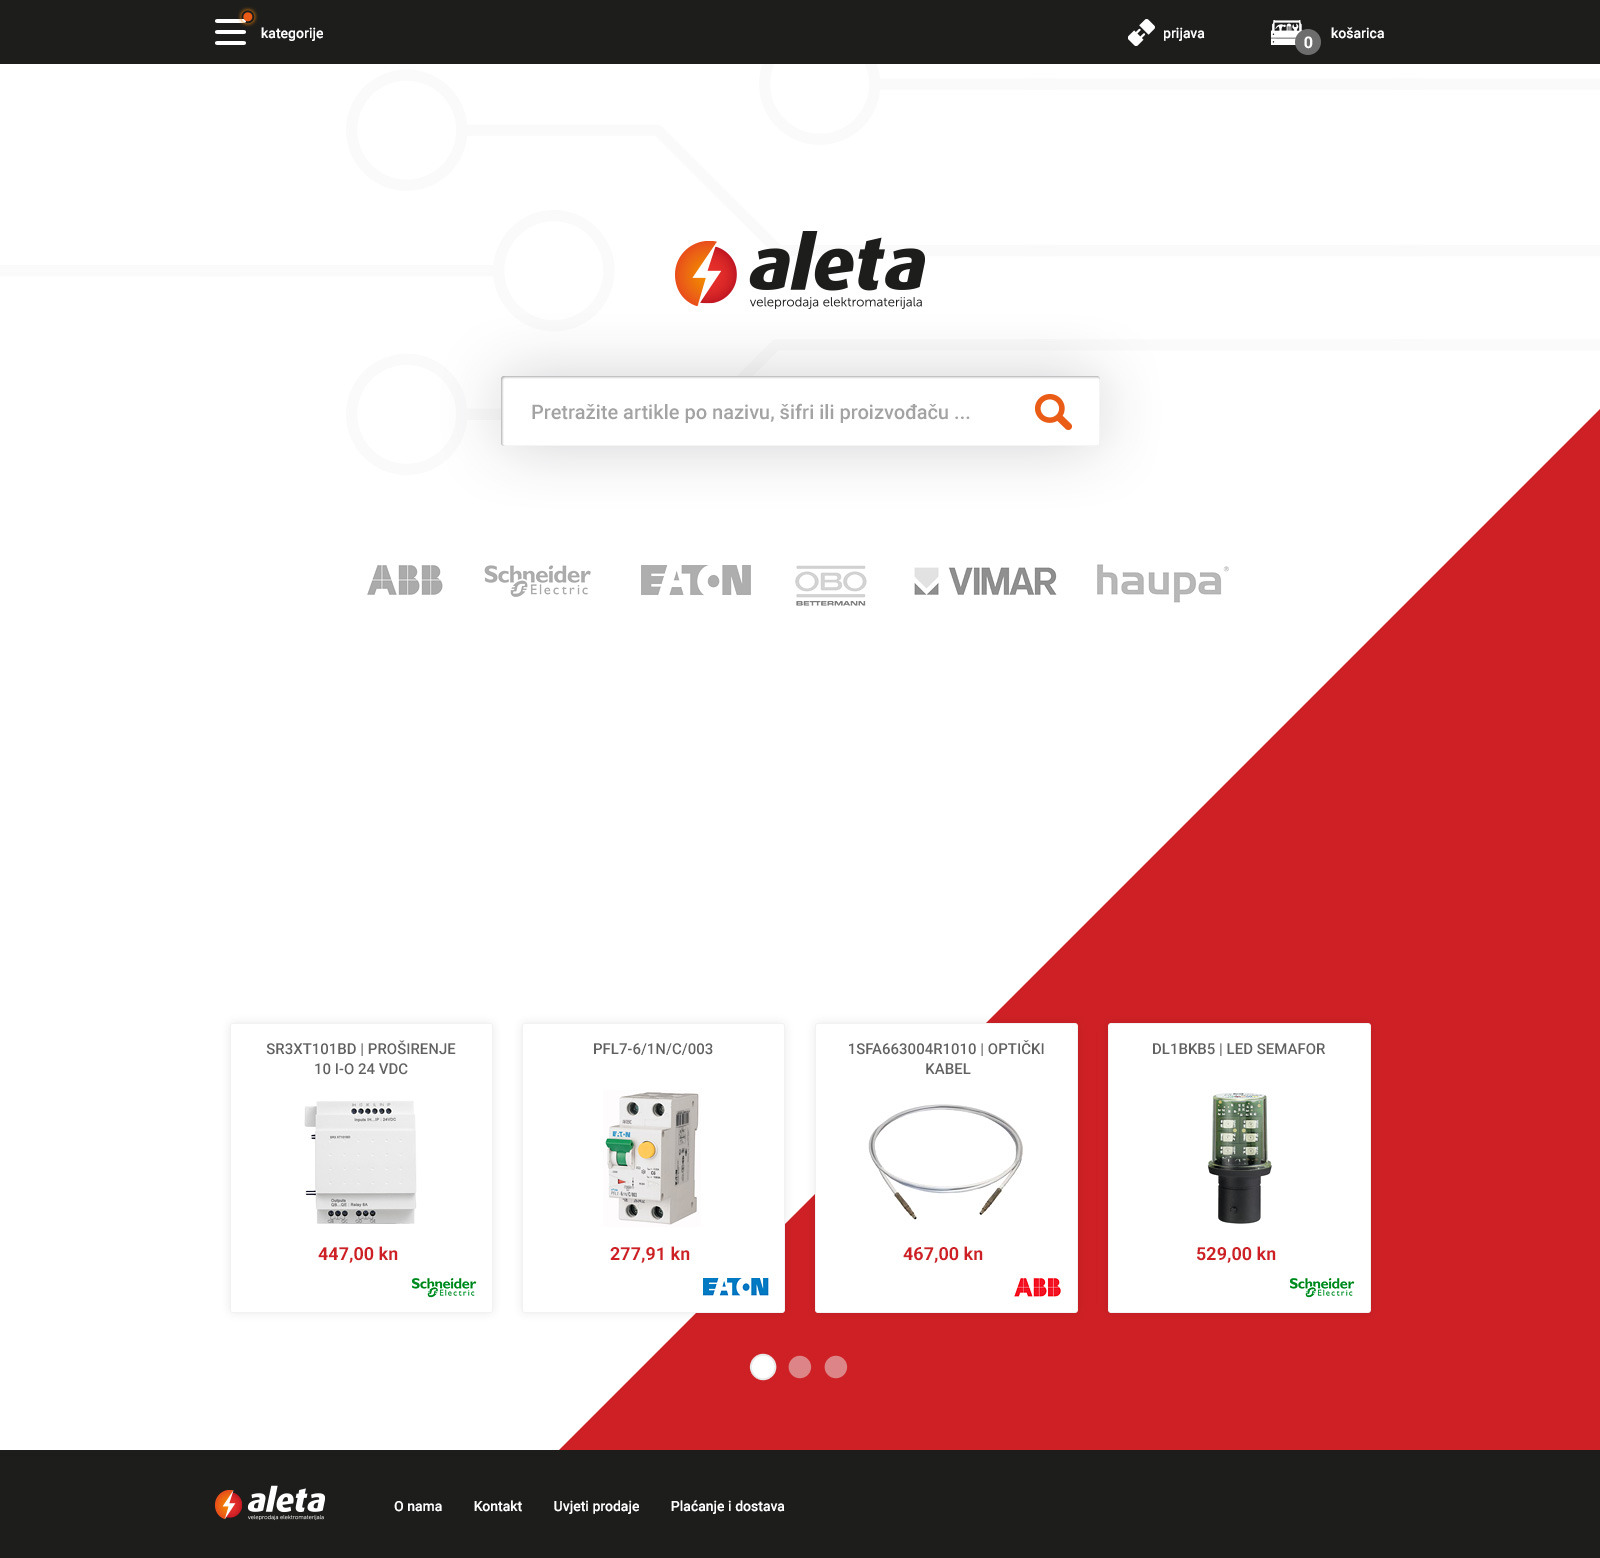 kategorije
prijava
0
košarica
aleta
veleprodaja elektromaterijala
Pretražite artikle po nazivu, šifri ili proizvođaču ...
ABB
Schneider
Electric
EATON
OBO
BETTERMANN
VIMAR
haupa®
SR3XT101BD | PROŠIRENJE
10 I-O 24 VDC
447,00 kn
Schneider
Electric
PFL7-6/1N/C/003
EATON
277,91 kn
EATON
1SFA663004R1010 | OPTIČKI
KABEL
467,00 kn
ABB
DL1BKB5 | LED SEMAFOR
529,00 kn
Schneider
Electric
aleta
veleprodaja elektromaterijala
O nama
Kontakt
Uvjeti prodaje
Plaćanje i dostava